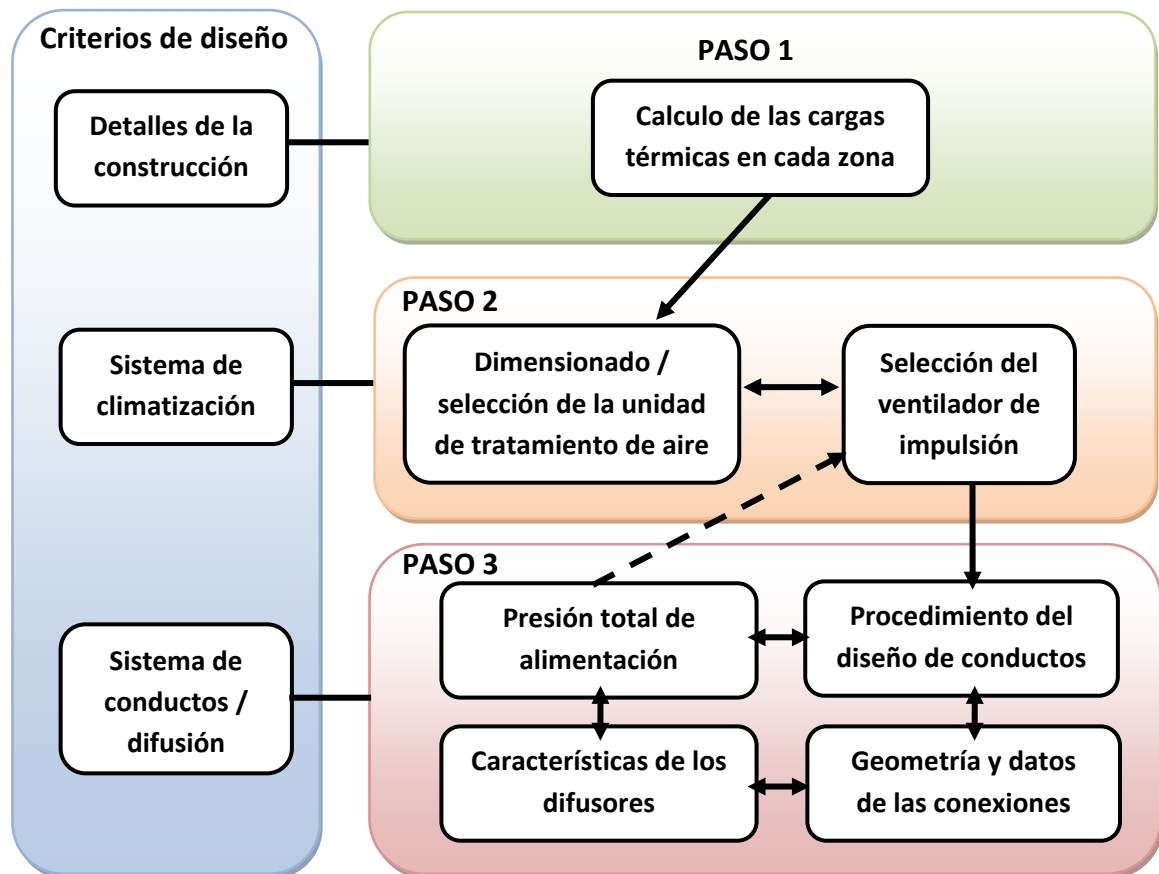 Criterios de diseño
Detalles de la
construcción
Sistema de
climatización
Sistema de
conductos /
difusión
PASO 1
Calculo de las cargas
térmicas en cada zona
PASO 2
Dimensionado /
selección de la unidad
de tratamiento de aire
Selección del
ventilador de
impulsión
PASO 3
Presión total de
alimentación
Procedimiento del
diseño de conductos
Características de los
difusores
Geometría y datos
de las conexiones